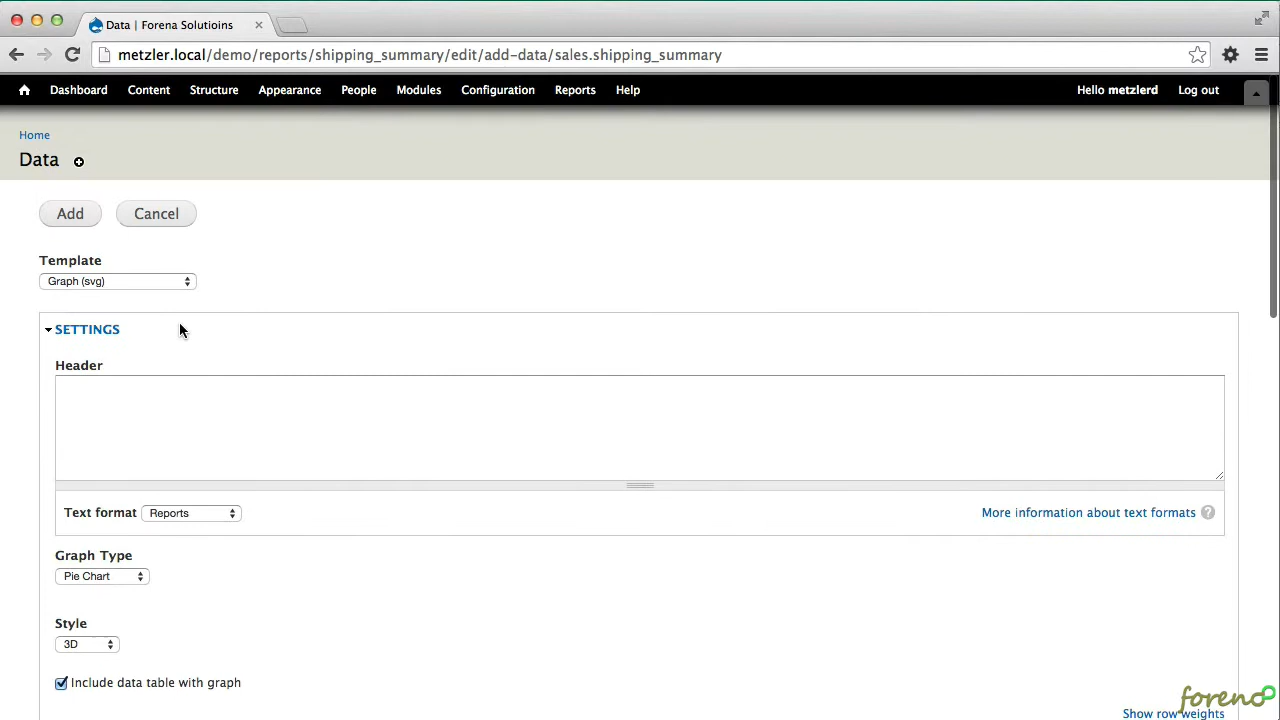 Data | Forena Solutioins
metzler.local/demo/reports/shipping_summary/edit/add-data/sales.shipping_summary
Dashboard Content Structure Appearance People Modules Configuration Reports Help Hello metzlerd Log out
Home
Data
Add Cancel
Template
Graph (svg)
SETTINGS
Header
Text format Reports More information about text formats ?
Graph Type
Pie Chart
Style
3D
Include data table with graph
Show row weights
forena